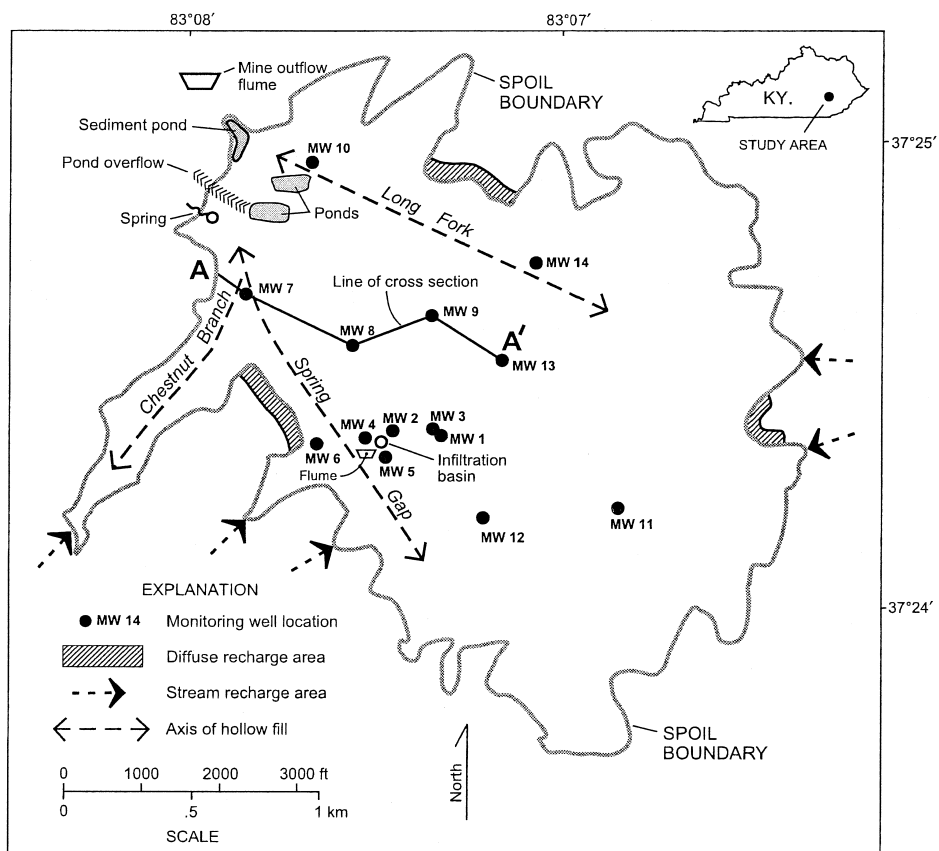 83°08′
83°07′
Mine outflow
flume
SPOIL
BOUNDARY
KY.
STUDY AREA
37°25′
Sediment pond
MW 10
Pond overflow
Long Fork
Ponds
Spring
MW 14
A
Line of cross section
MW 7
MW 9
A′
MW 8
MW 13
Chestnut Branch
Spring Gap
MW 4
MW 2
MW 3
MW 1
MW 6
MW 5
Flume
Infiltration
basin
MW 12
MW 11
37°24′
EXPLANATION
MW 14 Monitoring well location
Diffuse recharge area
Stream recharge area
Axis of hollow fill
SPOIL
BOUNDARY
North
0 1000 2000 3000 ft
0 .5 1 km
SCALE